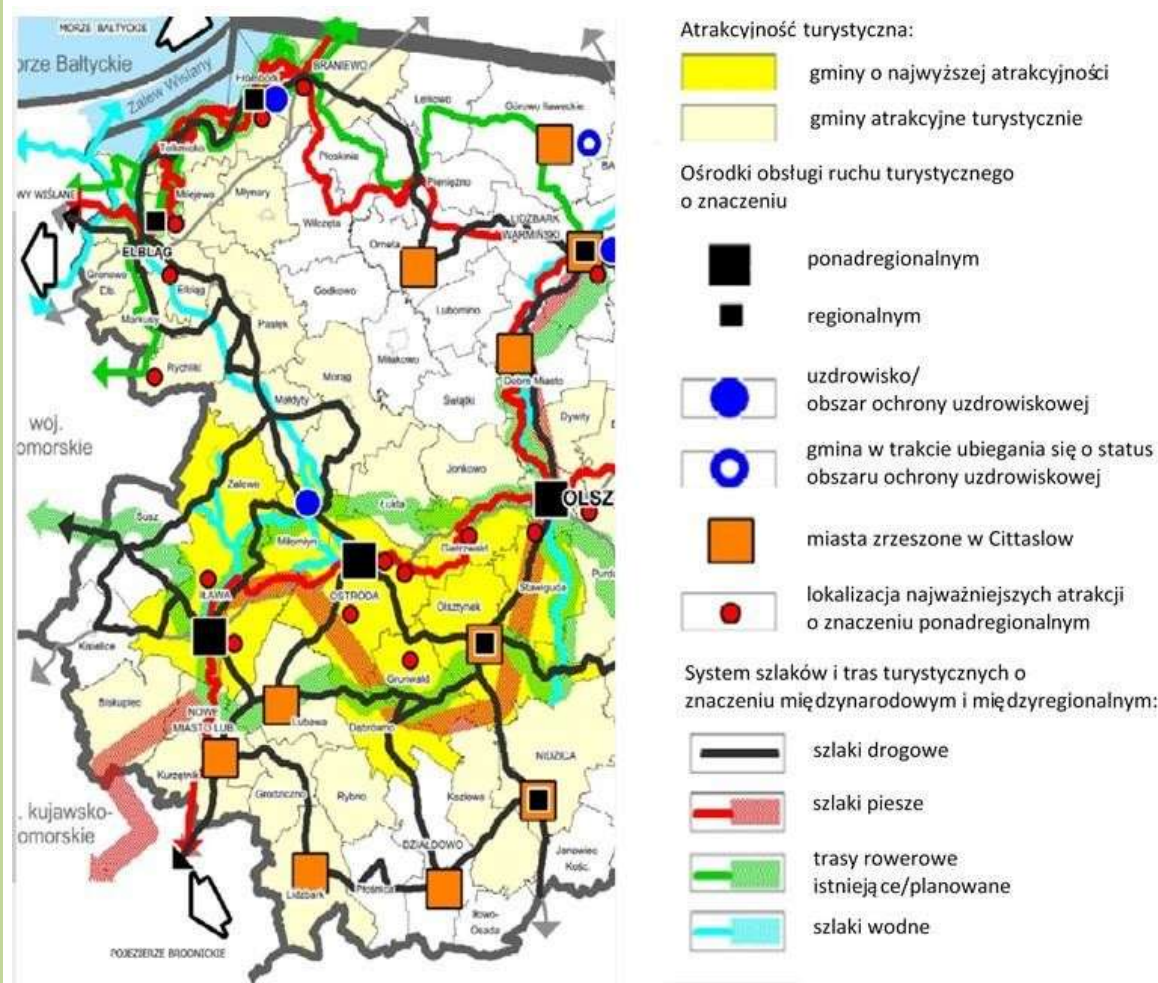 MORZE BAŁTYCKIE
orze Bałtyckie
Zalew Wiślany
BRANIEWO
Frombork
Lelkowo
Górowo Iławeckie
BA
Tolkmicko
Płoskinia
Pieniężno
Milejewo
Młynary
WY WIŚLANE
Wilczęta
LIDZBARK
WARMIŃSKI
Orneta
ELBLĄG
Gronowo
Elb.
Elbląg
Godkowo
Lubomino
Markusy
Pasłęk
Miłakowo
Rychliki
Morąg
Dobre Miasto
Świątki
Małdyty
Dywity
woj.
omorskie
Jonkowo
Zalewo
OLSZ
Susz
Łukta
Miłomłyn
Gietrzwałd
Stawiguda
Purd
IŁAWA
OSTRÓDA
Olsztynek
Kisielice
Grunwald
Biskupiec
NOWE
MIASTO LUB.
Lubawa
Dąbrówno
NIDZICA
Kurzętnik
Grodziczno
Rybno
Kozłowo
. kujawsko-
omorskie
DZIAŁDOWO
Janowiec
Kośc.
Lidzbark
Płośnica
Iłowo-
Osada
POJEZIERZE BRODNICKIE
Atrakcyjność turystyczna:
gminy o najwyższej atrakcyjności
gminy atrakcyjne turystycznie
Ośrodki obsługi ruchu turystycznego
o znaczeniu
ponadregionalnym
regionalnym
uzdrowisko/
obszar ochrony uzdrowiskowej
gmina w trakcie ubiegania się o status
obszaru ochrony uzdrowiskowej
miasta zrzeszone w Cittaslow
lokalizacja najważniejszych atrakcji
o znaczeniu ponadregionalnym
System szlaków i tras turystycznych o
znaczeniu międzynarodowym i międzyregionalnym:
szlaki drogowe
szlaki piesze
trasy rowerowe
istniejące/planowane
szlaki wodne